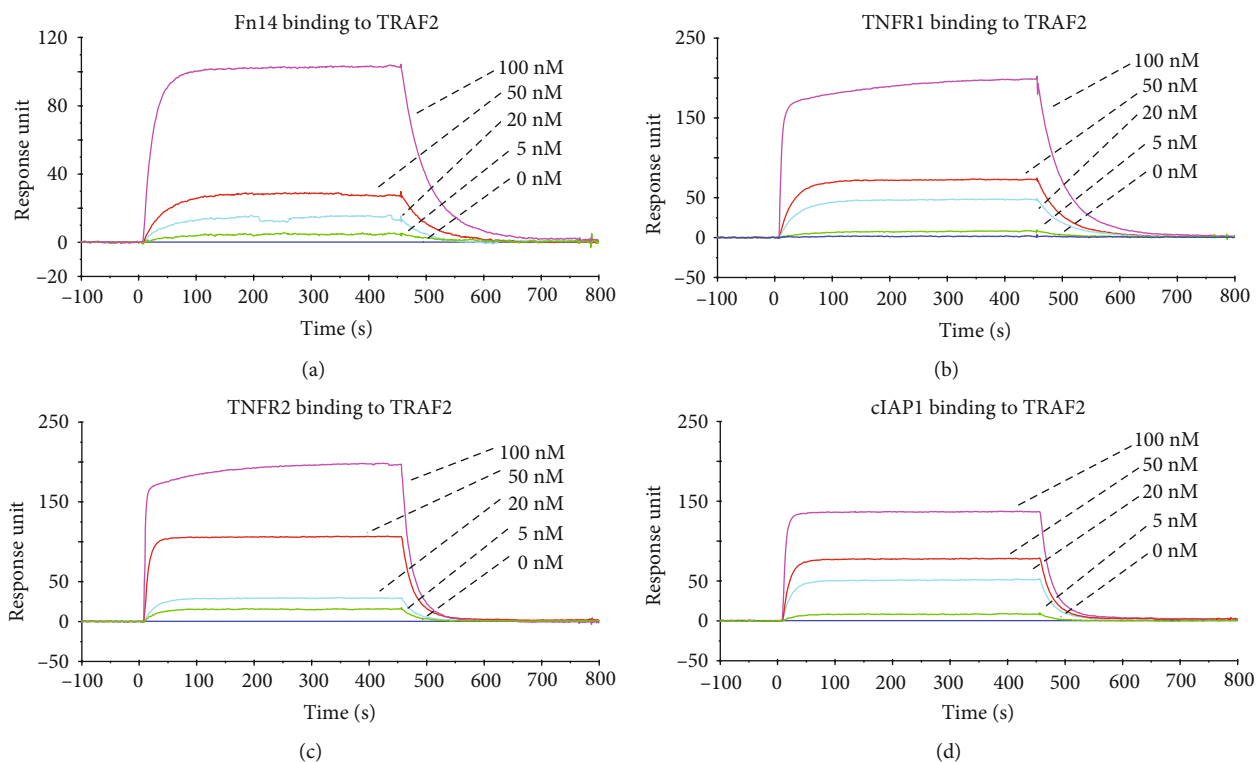 Fn14 binding to TRAF2
120
80
40
0
−20
Response unit
100 nM
50 nM
20 nM
5 nM
0 nM
−100 0 100 200 300 400 500 600 700 800
Time (s)
(a)
TNFR1 binding to TRAF2
250
150
50
0
−50
Response unit
100 nM
50 nM
20 nM
5 nM
0 nM
−100 0 100 200 300 400 500 600 700 800
Time (s)
(b)
TNFR2 binding to TRAF2
250
150
50
0
−50
Response unit
100 nM
50 nM
20 nM
5 nM
0 nM
−100 0 100 200 300 400 500 600 700 800
Time (s)
(c)
cIAP1 binding to TRAF2
250
150
50
0
−50
Response unit
100 nM
50 nM
20 nM
5 nM
0 nM
−100 0 100 200 300 400 500 600 700 800
Time (s)
(d)